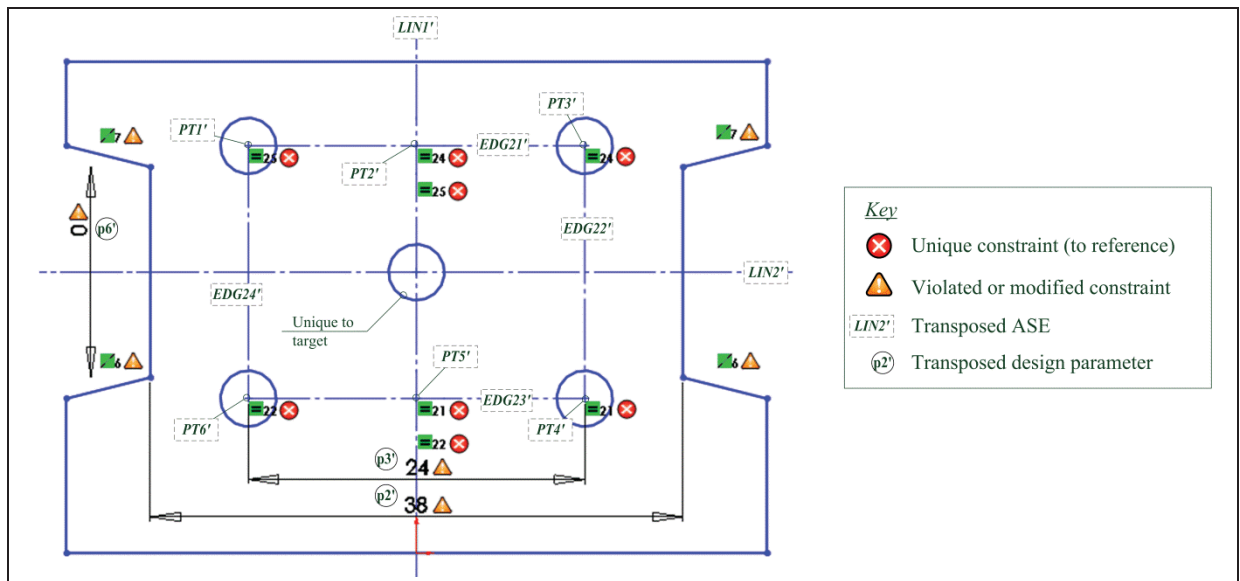 LIN1'
PT3'
7
PT1'
7
EDG21'
25
24
24
PT2'
25
0
p6'
EDG22'
LIN2'
EDG24'
Unique to
target
PT5'
6
6
EDG23'
22
21
21
PT6'
PT4'
22
p3'
24
p2'
38
Key
Unique constraint (to reference)
Violated or modified constraint
LIN2' Transposed ASE
p2' Transposed design parameter